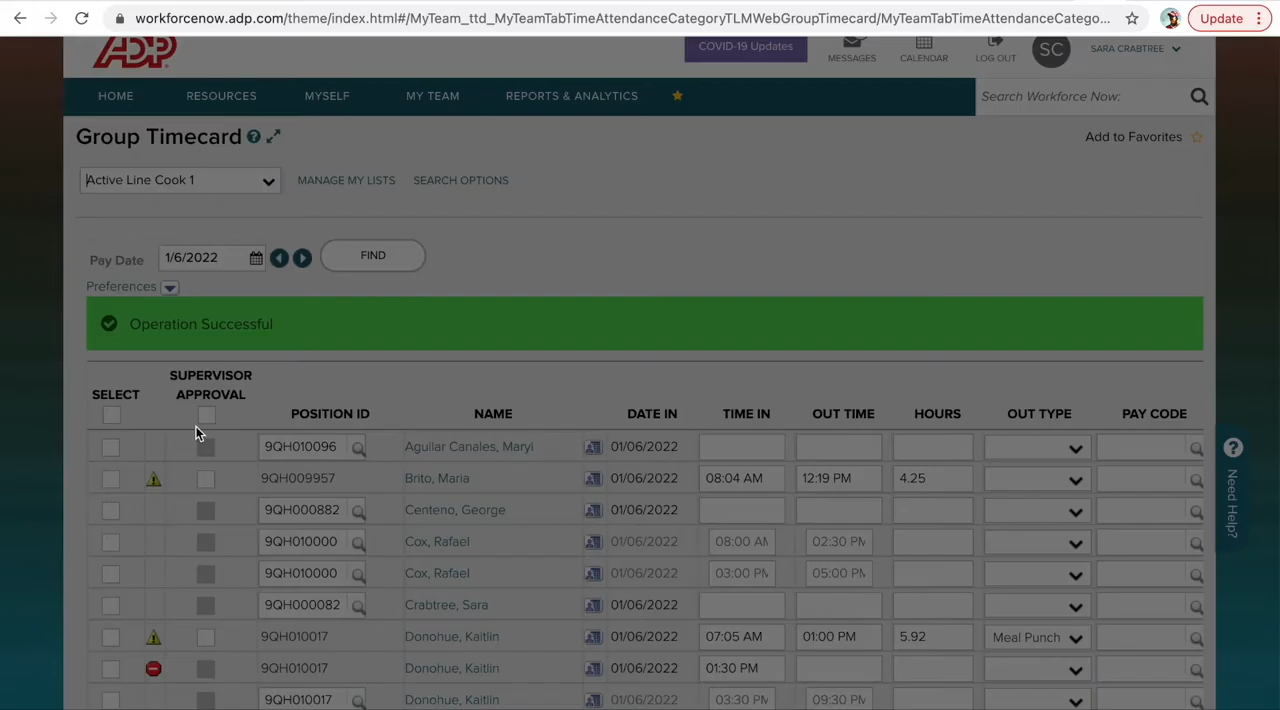 workforcenow.adp.com/theme/index.html#/MyTeam_ttd_MyTeamTabTimeAttendanceCategoryTLMWebGroupTimecard/MyTeamTabTimeAttendanceCatego...
Update
ADP
COVID-19 Updates
MESSAGES
CALENDAR
LOG OUT
SC
SARA CRABTREE
HOME RESOURCES MYSELF MY TEAM REPORTS & ANALYTICS
Search Workforce Now:
Group Timecard ?
Add to Favorites
Active Line Cook 1
MANAGE MY LISTS SEARCH OPTIONS
Pay Date 1/6/2022 FIND
Preferences
Operation Successful
SELECT SUPERVISOR APPROVAL POSITION ID NAME DATE IN TIME IN OUT TIME HOURS OUT TYPE PAY CODE
9QH010096 Aguilar Canales, Maryl 01/06/2022
9QH009957 Brito, Maria 01/06/2022 08:04 AM 12:19 PM 4.25
9QH000882 Centeno, George 01/06/2022
9QH010000 Cox, Rafael 01/06/2022 08:00 AM 02:30 PM
9QH010000 Cox, Rafael 01/06/2022 03:00 PM 05:00 PM
9QH000082 Crabtree, Sara 01/06/2022
9QH010017 Donohue, Kaitlin 01/06/2022 07:05 AM 01:00 PM 5.92 Meal Punch
9QH010017 Donohue, Kaitlin 01/06/2022 01:30 PM
9QH010017 Donohue, Kaitlin 01/06/2022 03:30 PM 09:30 PM
? Need Help?